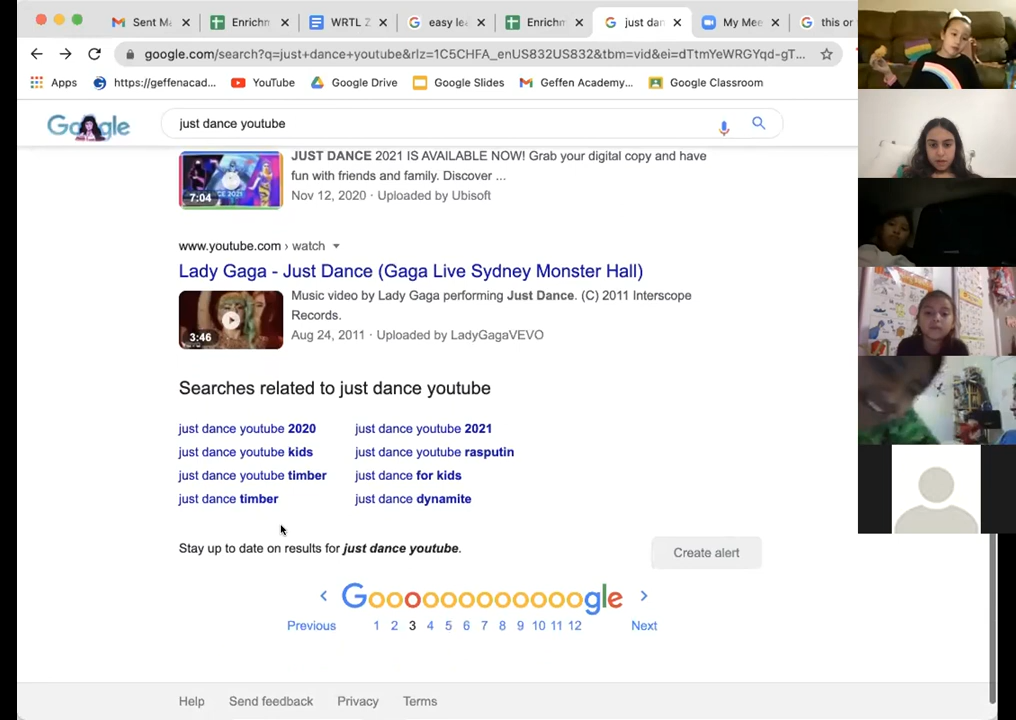 Sent Ma
Enrichm
WRTL Z
easy le
Enrichm
just dan
My Mee
this or
google.com/search?q=just+dance+youtube&rlz=1C5CHFA_enUS832US832&tbm=vid&ei=dTtmYeWRGYqd-gT...
Apps
https://geffenacad...
YouTube
Google Drive
Google Slides
Geffen Academy...
Google Classroom
Google
just dance youtube
7:04
JUST DANCE 2021 IS AVAILABLE NOW! Grab your digital copy and have
fun with friends and family. Discover ...
Nov 12, 2020 · Uploaded by Ubisoft
www.youtube.com › watch
Lady Gaga - Just Dance (Gaga Live Sydney Monster Hall)
3:46
Music video by Lady Gaga performing Just Dance. (C) 2011 Interscope
Records.
Aug 24, 2011 · Uploaded by LadyGagaVEVO
Searches related to just dance youtube
just dance youtube 2020
just dance youtube 2021
just dance youtube kids
just dance youtube rasputin
just dance youtube timber
just dance for kids
just dance timber
just dance dynamite
Stay up to date on results for just dance youtube.
Create alert
Goooooooooooogle
Previous 1 2 3 4 5 6 7 8 9 10 11 12 Next
Help Send feedback Privacy Terms